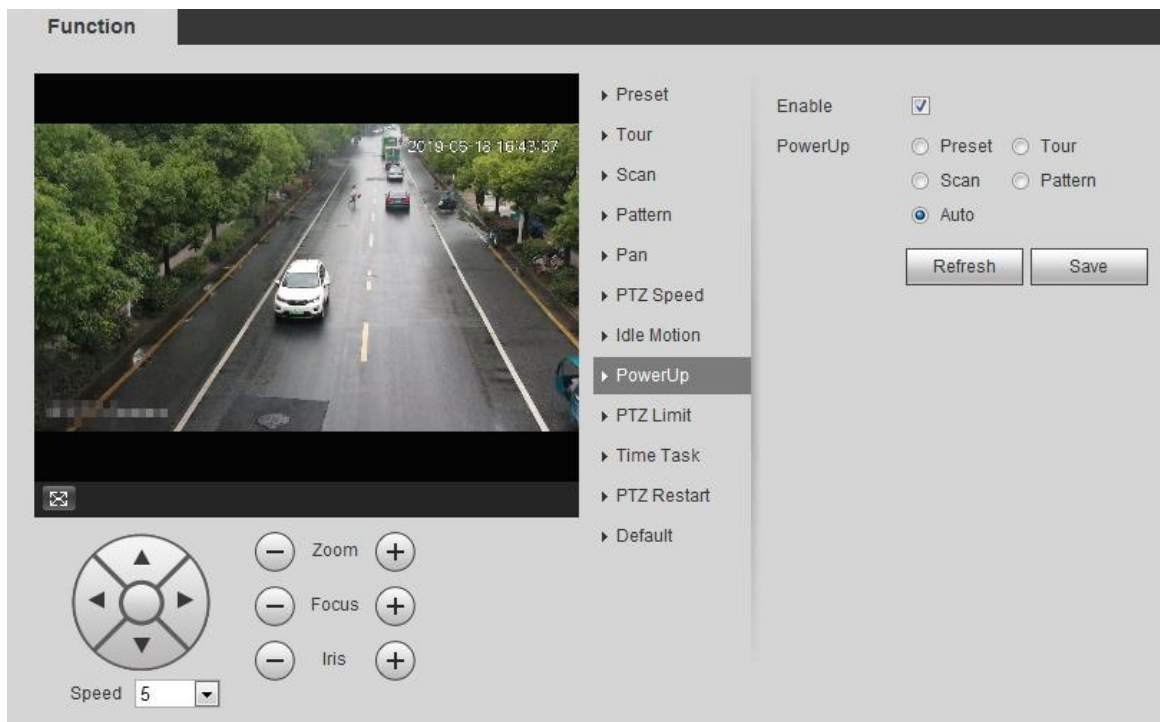 Function
2019-05-18 16:43:37
Preset
Tour
Scan
Pattern
Pan
PTZ Speed
Idle Motion
PowerUp
PTZ Limit
Time Task
PTZ Restart
Default
Enable
PowerUp
Preset Tour
Scan Pattern
Auto
Refresh Save
Zoom
Focus
Iris
Speed 5